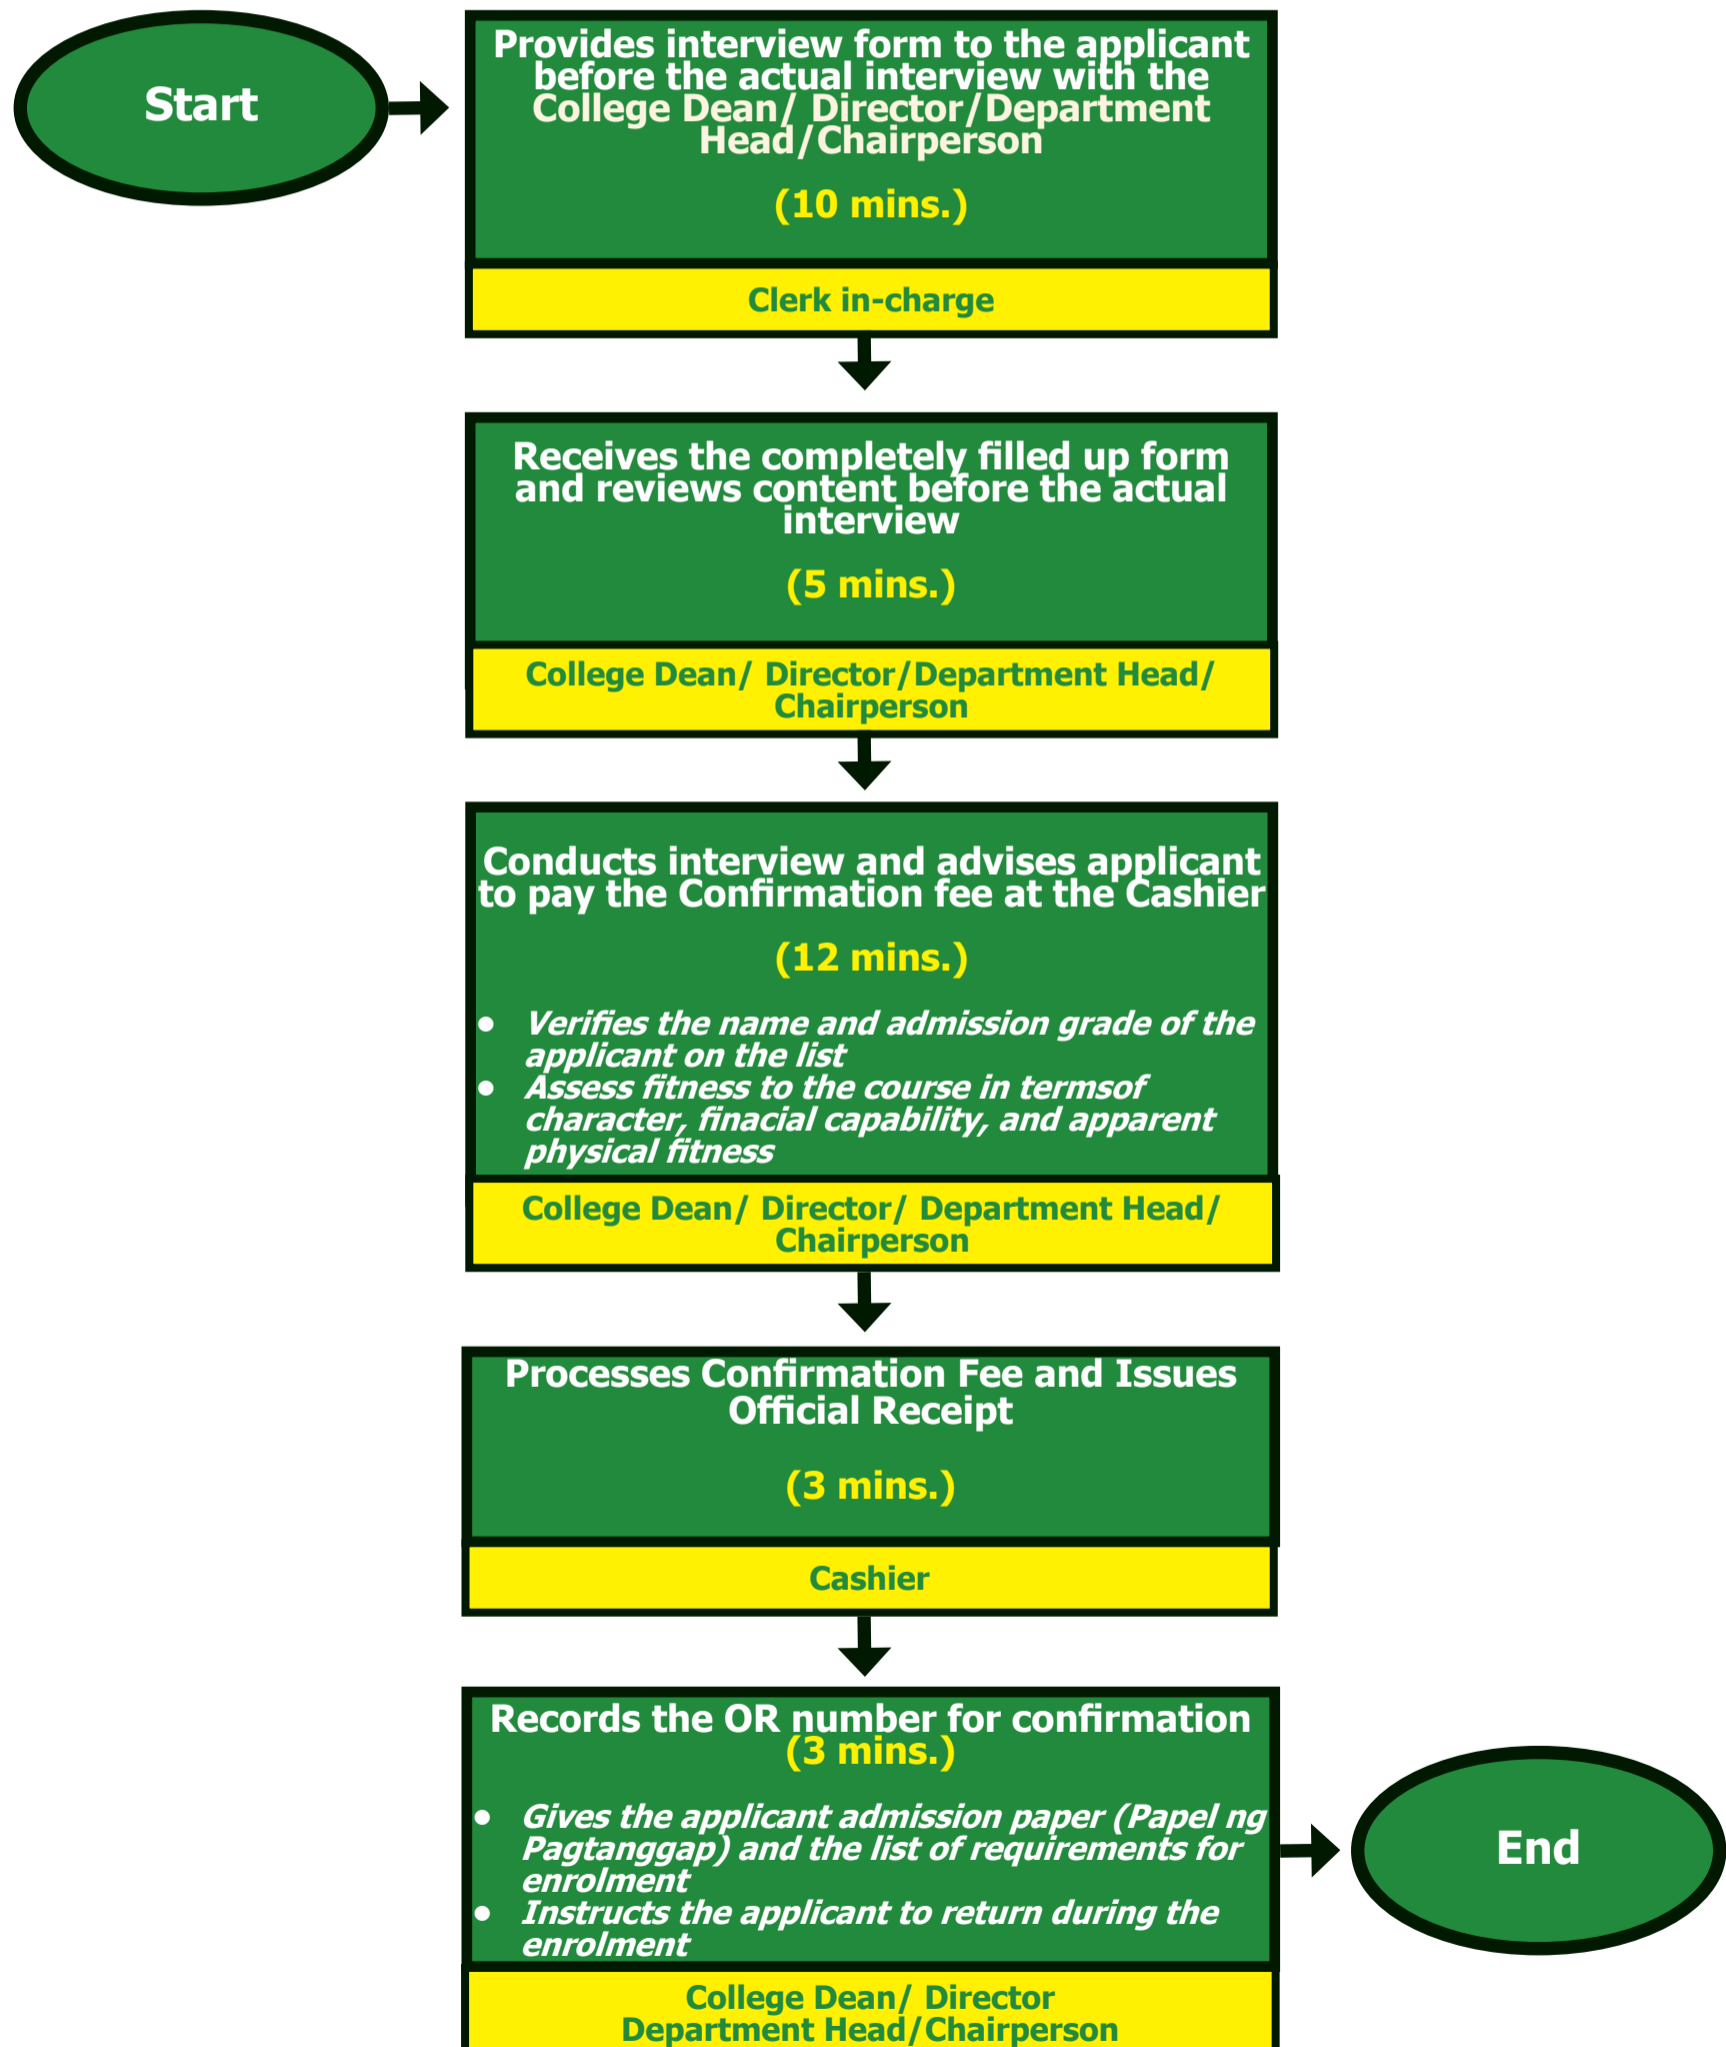 Start
Provides interview form to the applicant
before the actual interview with the
College Dean/ Director/Department
Head/Chairperson
(10 mins.)
Clerk in-charge
Receives the completely filled up form
and reviews content before the actual
interview
(5 mins.)
College Dean/ Director/Department Head/
Chairperson
Conducts interview and advises applicant
to pay the Confirmation fee at the Cashier
(12 mins.)
● Verifies the name and admission grade of the
applicant on the list
● Assess fitness to the course in termsof
character, finacial capability, and apparent
physical fitness
College Dean/ Director/ Department Head/
Chairperson
Processes Confirmation Fee and Issues
Official Receipt
(3 mins.)
Cashier
Records the OR number for confirmation
(3 mins.)
● Gives the applicant admission paper (Papel ng
Pagtanggap) and the list of requirements for
enrolment
● Instructs the applicant to return during the
enrolment
College Dean/ Director
Department Head/Chairperson
End